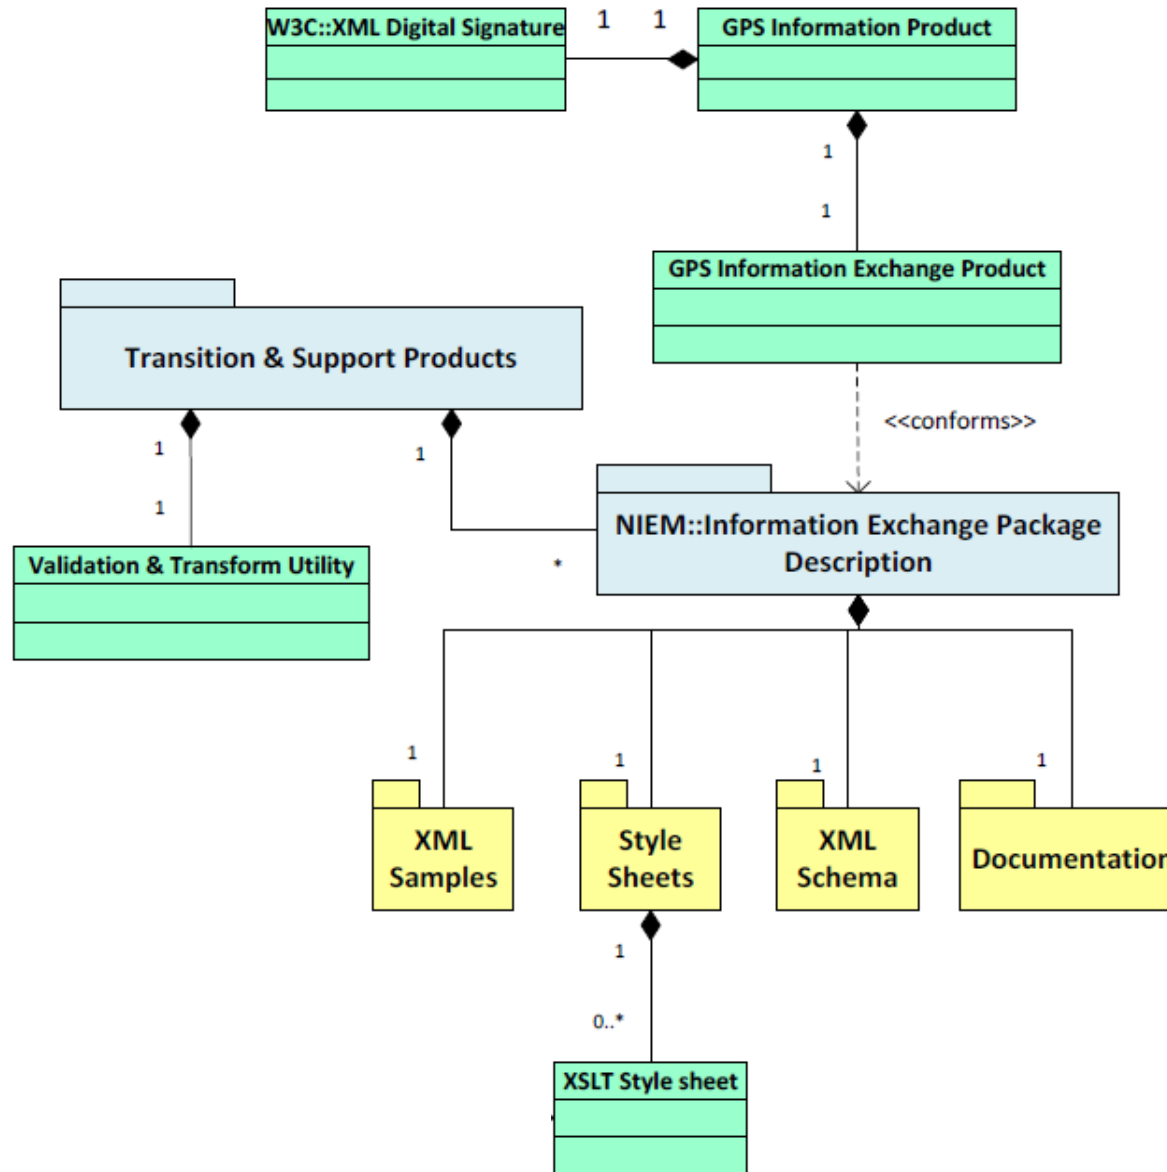 W3C::XML Digital Signature
1
1
GPS Information Product
1
1
GPS Information Exchange Product
Transition & Support Products
<<conforms>>
1
1
1
NIEM::Information Exchange Package
Description
*
Validation & Transform Utility
1
1
1
1
XML
Samples
Style
Sheets
XML
Schema
Documentation
1
0..*
XSLT Style sheet